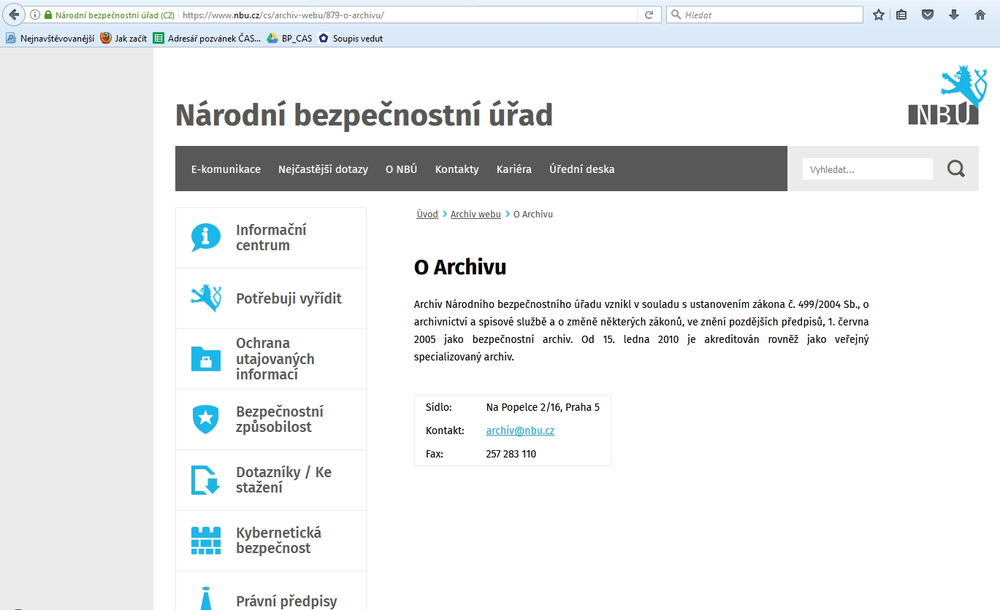 Národní bezpečnostní úřad (CZ) https://www.nbu.cz/cs/archiv-webu/879-o-archivu/ Hledat
Nejnavštěvovanější Jak začít Adresář pozvánek ČAS... BP_CAS Soupis vedut
Národní bezpečnostní úřad
NBÚ
E-komunikace Nejčastější dotazy O NBÚ Kontakty Kariéra Úřední deska Vyhledat...
Informační
centrum
Potřebuji vyřídit
Ochrana
utajovaných
informací
Bezpečnostní
způsobilost
Dotazníky / Ke
stažení
Kybernetická
bezpečnost
Právní předpisy
Úvod > Archiv webu > O Archivu
O Archivu
Archiv Národního bezpečnostního úřadu vznikl v souladu s ustanovením zákona č. 499/2004 Sb., o
archivnictví a spisové službě a o změně některých zákonů, ve znění pozdějších předpisů, 1. června
2005 jako bezpečnostní archiv. Od 15. ledna 2010 je akreditován rovněž jako veřejný
specializovaný archiv.
Sídlo: Na Popelce 2/16, Praha 5
Kontakt: archiv@nbu.cz
Fax: 257 283 110